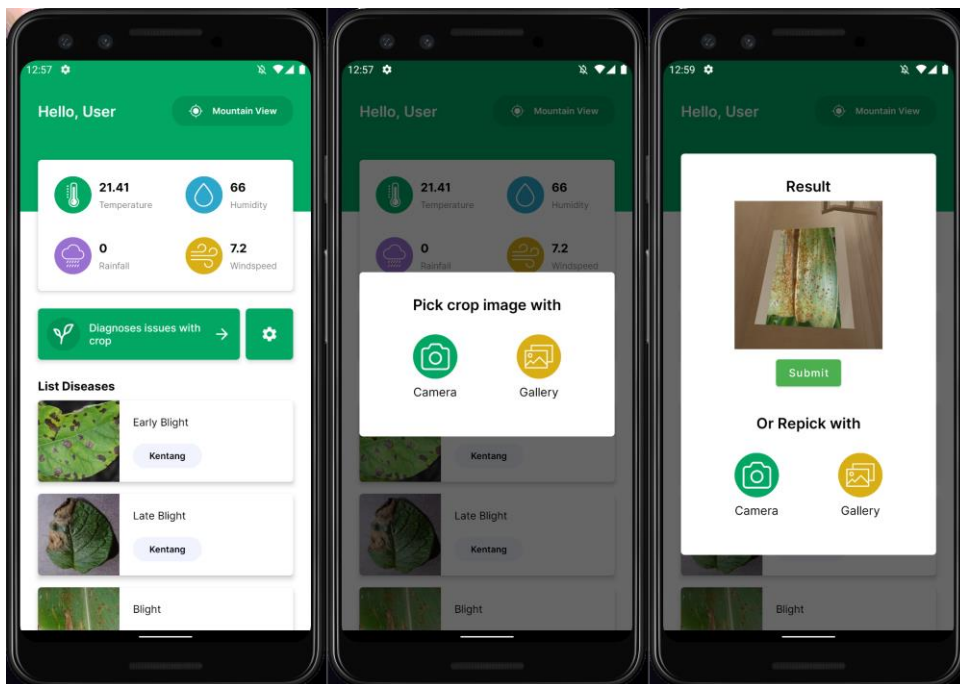 12:57
Hello, User
Mountain View
21.41
Temperature
66
Humidity
0
Rainfall
7.2
Windspeed
Diagnoses issues with
crop
List Diseases
Early Blight
Kentang
Late Blight
Kentang
Blight
12:57
Hello, User
Mountain View
21.41
Temperature
66
Humidity
0
Rainfall
7.2
Windspeed
Pick crop image with
Camera
Gallery
Kentang
Late Blight
Kentang
Blight
12:59
Hello, User
Mountain View
Result
Submit
Or Repick with
Camera
Gallery
Blight